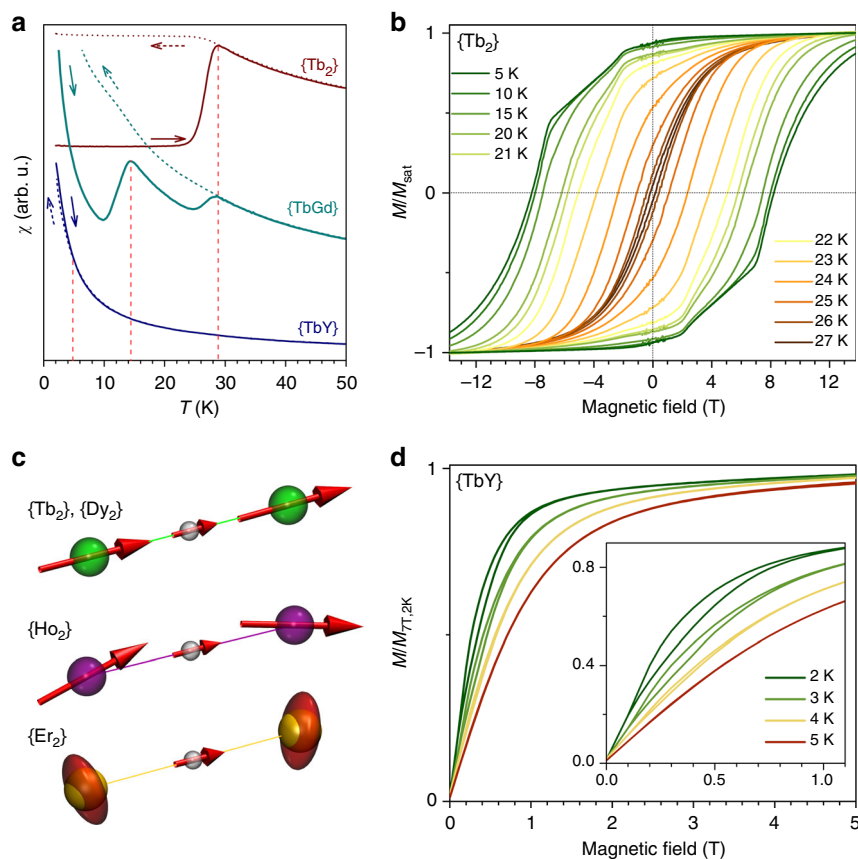 a
χ (arb. u.)
{Tb2}
{TbGd}
{TbY}
0 10 20 30 40 50
T (K)
b
M/Msat
1
0
−1
{Tb2}
5 K
10 K
15 K
20 K
21 K
22 K
23 K
24 K
25 K
26 K
27 K
−12 −8 −4 0 4 8 12
Magnetic field (T)
c
{Tb2}, {Dy2}
{Ho2}
{Er2}
d
M/M7T,2K
1
0
{TbY}
0.8
0.4
0.0
0.0 0.5 1.0
2 K
3 K
4 K
5 K
0 1 2 3 4 5
Magnetic field (T)